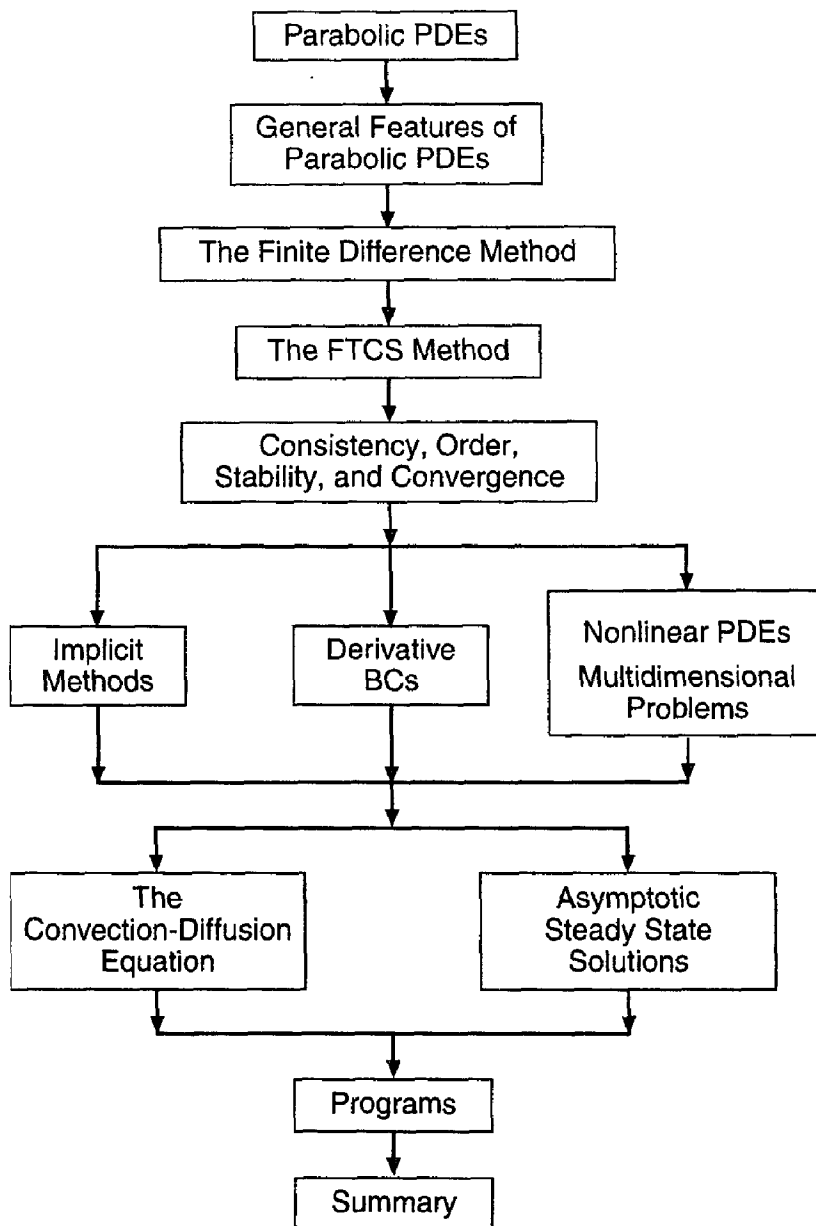 Parabolic PDEs
General Features of
Parabolic PDEs
The Finite Difference Method
The FTCS Method
Consistency, Order,
Stability, and Convergence
Implicit
Methods
Derivative
BCs
Nonlinear PDEs
Multidimensional
Problems
The
Convection-Diffusion
Equation
Asymptotic
Steady State
Solutions
Programs
Summary